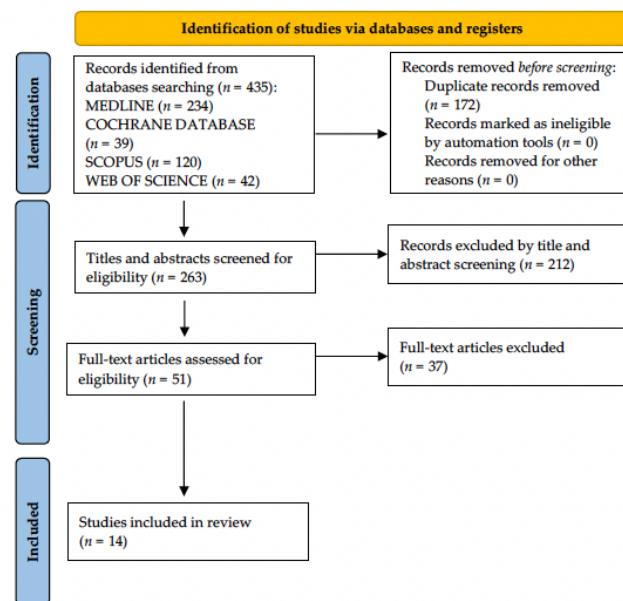 Identification of studies via databases and registers
Identification
Records identified from
databases searching (n = 435):
MEDLINE (n = 234)
COCHRANE DATABASE
(n = 39)
SCOPUS (n = 120)
WEB OF SCIENCE (n = 42)
Records removed before screening:
Duplicate records removed
(n = 172)
Records marked as ineligible
by automation tools (n = 0)
Records removed for other
reasons (n = 0)
Screening
Titles and abstracts screened for
eligibility (n = 263)
Records excluded by title and
abstract screening (n = 212)
Full-text articles assessed for
eligibility (n = 51)
Full-text articles excluded
(n = 37)
Included
Studies included in review
(n = 14)